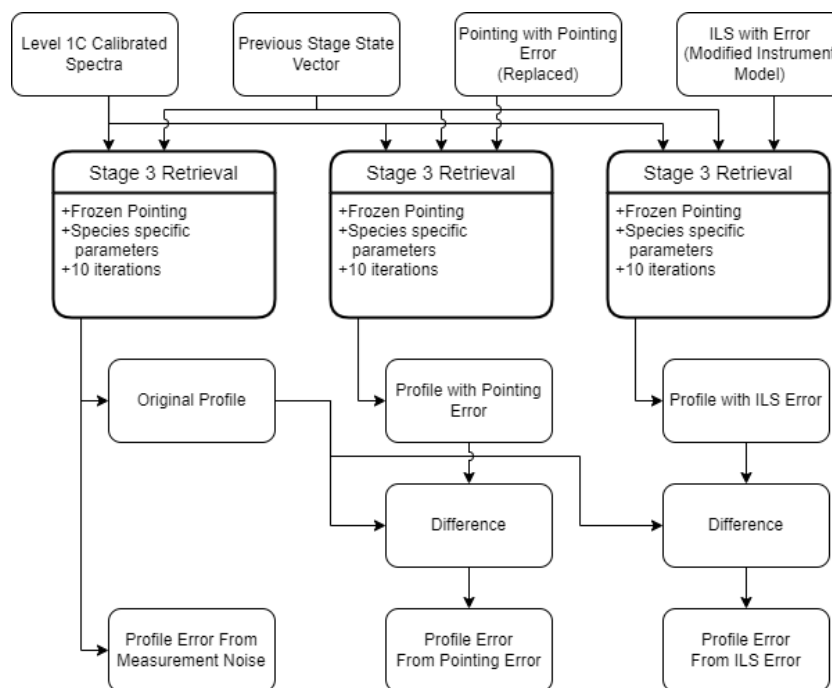 Level 1C Calibrated
Spectra
Previous Stage State
Vector
Pointing with Pointing
Error
(Replaced)
ILS with Error
(Modified Instrument
Model)
Stage 3 Retrieval
+Frozen Pointing
+Species specific
parameters
+10 iterations
Stage 3 Retrieval
+Frozen Pointing
+Species specific
parameters
+10 iterations
Stage 3 Retrieval
+Frozen Pointing
+Species specific
parameters
+10 iterations
Original Profile
Profile with Pointing
Error
Profile with ILS Error
Difference
Difference
Profile Error From
Measurement Noise
Profile Error
From Pointing Error
Profile Error
From ILS Error